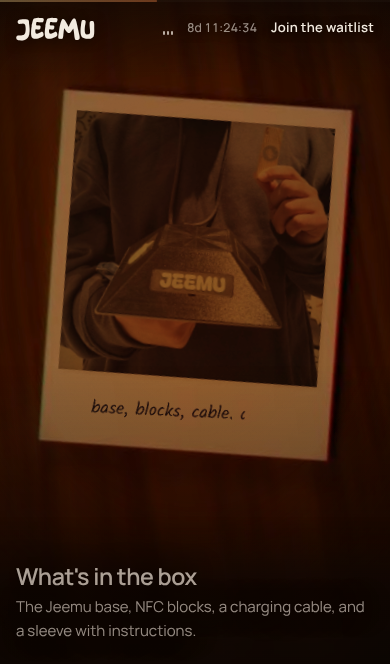 JEEMU
... 8d 11:24:34 Join the waitlist
JEEMU
base, blocks, cable. c
What's in the box
The Jeemu base, NFC blocks, a charging cable, and
a sleeve with instructions.